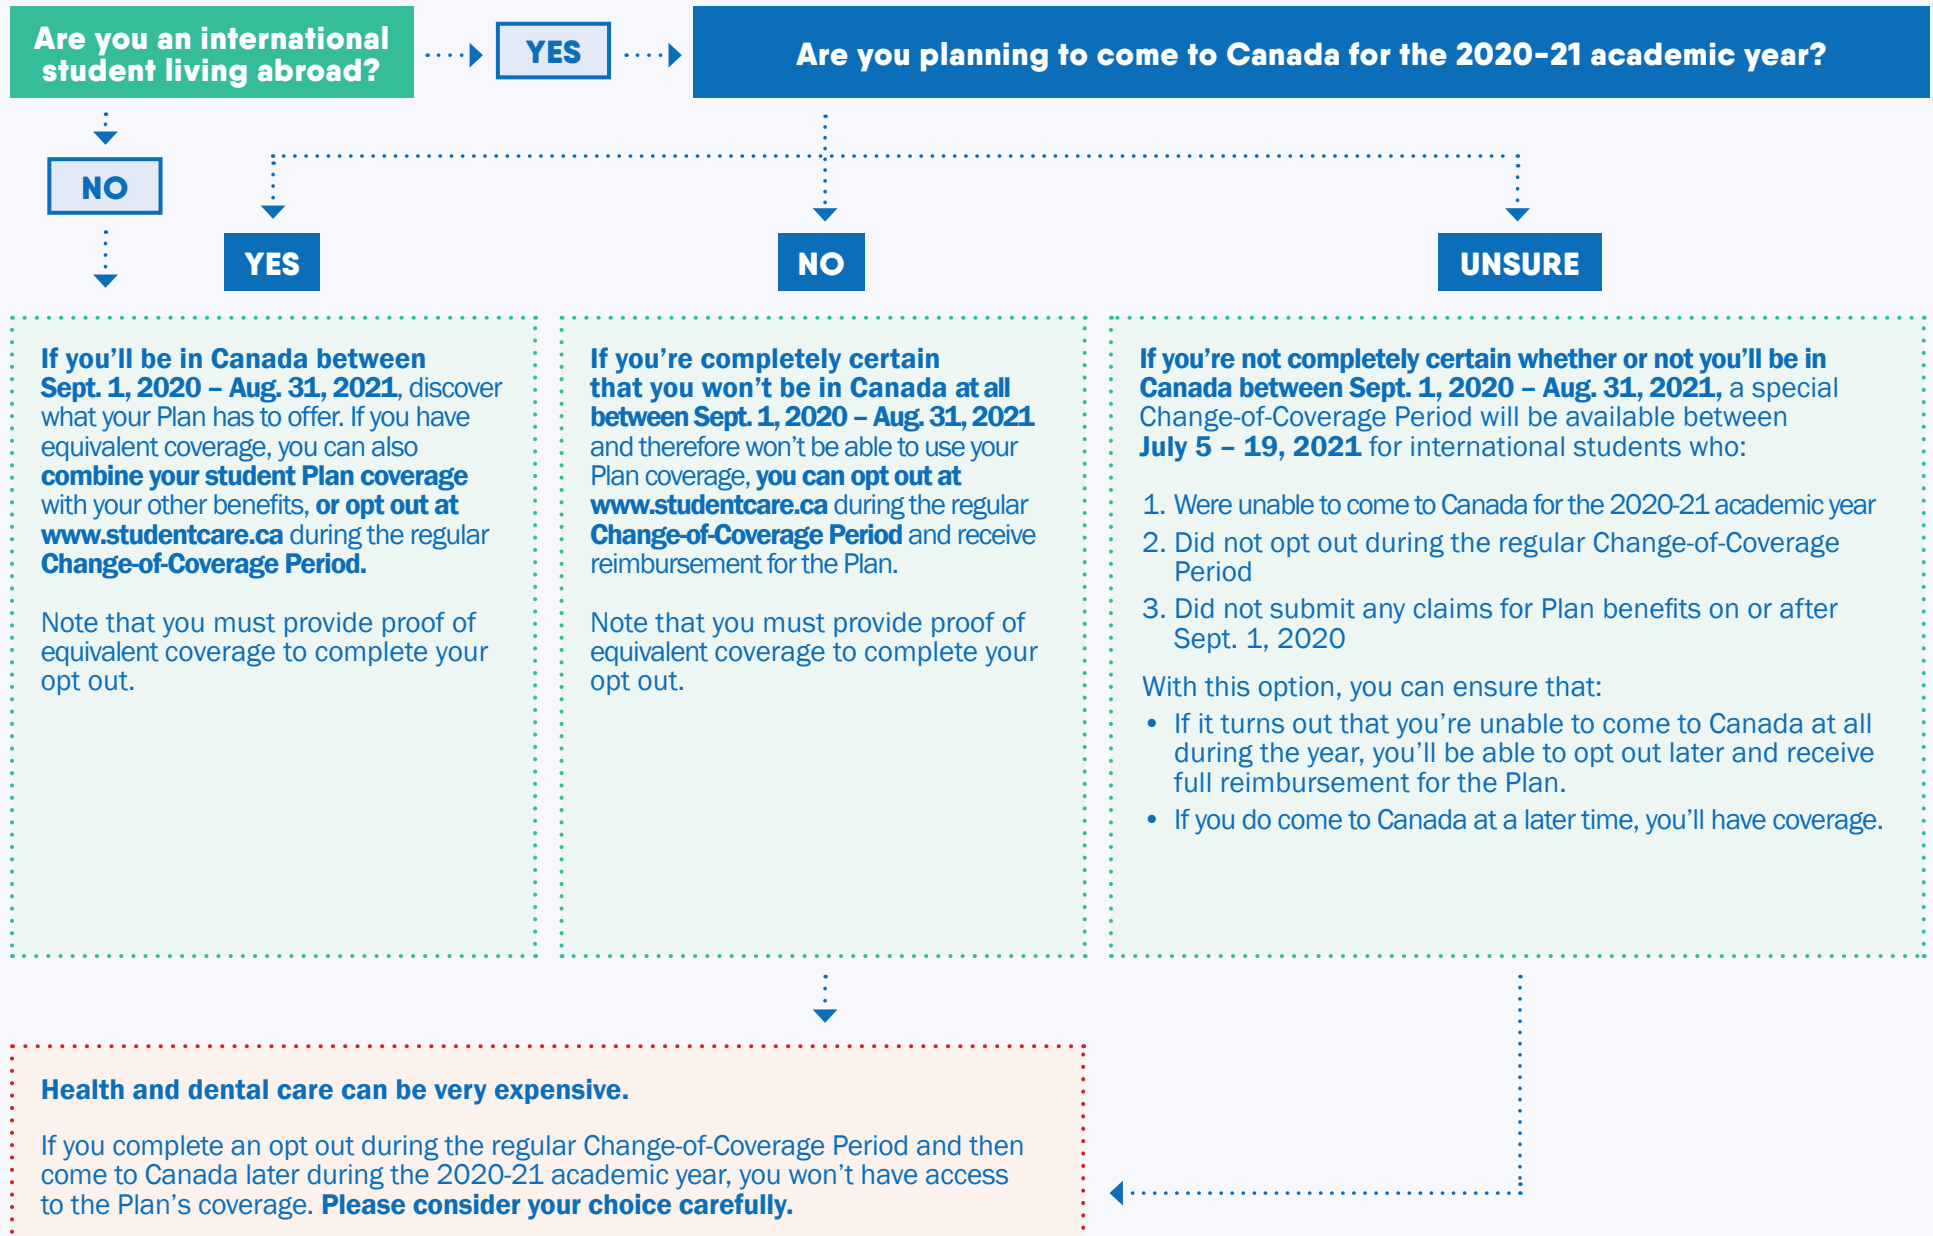 Are you an international
student living abroad?
YES
Are you planning to come to Canada for the 2020-21 academic year?
NO
YES
NO
UNSURE
If you'll be in Canada between
Sept. 1, 2020 – Aug. 31, 2021, discover
what your Plan has to offer. If you have
equivalent coverage, you can also
combine your student Plan coverage
with your other benefits, or opt out at
www.studentcare.ca during the regular
Change-of-Coverage Period.
Note that you must provide proof of
equivalent coverage to complete your
opt out.
If you're completely certain
that you won't be in Canada at all
between Sept. 1, 2020 – Aug. 31, 2021
and therefore won't be able to use your
Plan coverage, you can opt out at
www.studentcare.ca during the regular
Change-of-Coverage Period and receive
reimbursement for the Plan.
Note that you must provide proof of
equivalent coverage to complete your
opt out.
If you're not completely certain whether or not you'll be in
Canada between Sept. 1, 2020 – Aug. 31, 2021, a special
Change-of-Coverage Period will be available between
July 5 – 19, 2021 for international students who:
1. Were unable to come to Canada for the 2020-21 academic year
2. Did not opt out during the regular Change-of-Coverage
Period
3. Did not submit any claims for Plan benefits on or after
Sept. 1, 2020
With this option, you can ensure that:
• If it turns out that you're unable to come to Canada at all
during the year, you'll be able to opt out later and receive
full reimbursement for the Plan.
• If you do come to Canada at a later time, you'll have coverage.
Health and dental care can be very expensive.
If you complete an opt out during the regular Change-of-Coverage Period and then
come to Canada later during the 2020-21 academic year, you won't have access
to the Plan's coverage. Please consider your choice carefully.